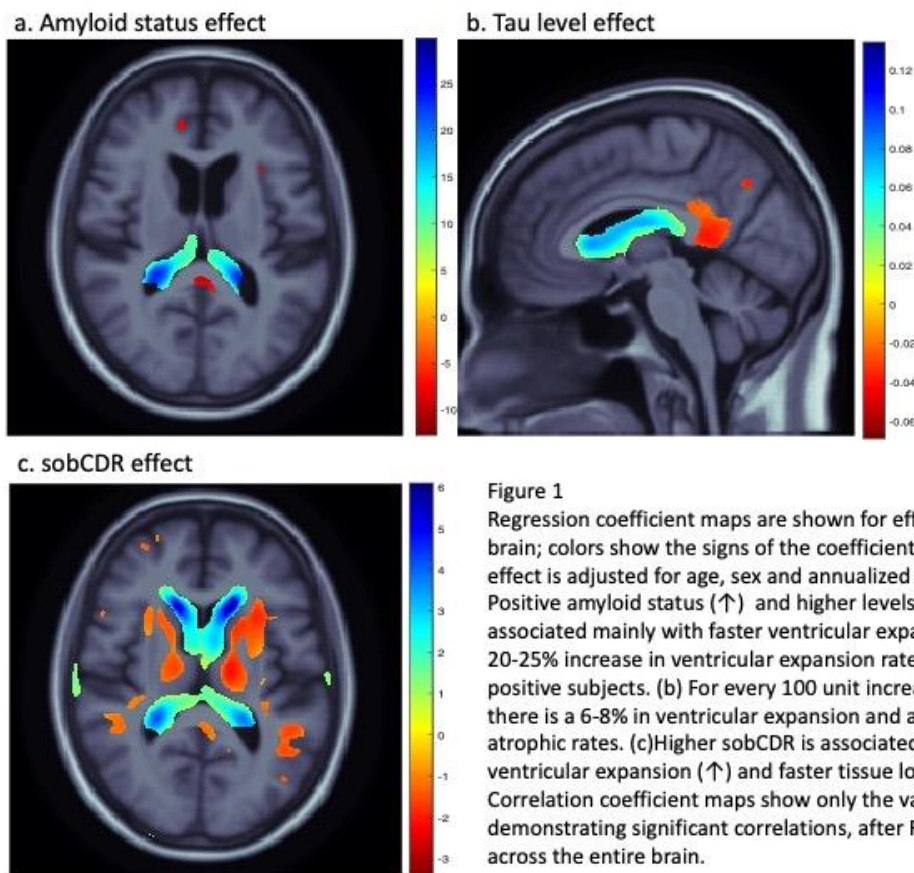 a. Amyloid status effect
25
20
15
10
5
0
-5
-10
b. Tau level effect
0.12
0.1
0.08
0.06
0.04
0.02
0
-0.02
-0.04
-0.06
c. sobCDR effect
6
5
4
3
2
1
0
-1
-2
-3
Figure 1
Regression coefficient maps are shown for eff
brain; colors show the signs of the coefficient
effect is adjusted for age, sex and annualized
Positive amyloid status (↑) and higher levels
associated mainly with faster ventricular expa
20-25% increase in ventricular expansion rate
positive subjects. (b) For every 100 unit incre
there is a 6-8% in ventricular expansion and a
atrophic rates. (c)Higher sobCDR is associated
ventricular expansion (↑) and faster tissue lo
Correlation coefficient maps show only the va
demonstrating significant correlations, after F
across the entire brain.